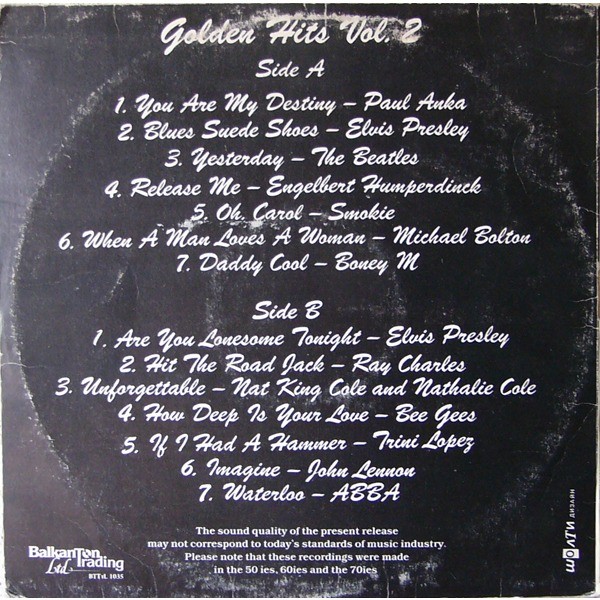 Golden Hits Vol. 2
Side A
1. You Are My Destiny – Paul Anka
2. Blues Suede Shoes – Elvis Presley
3. Yesterday – The Beatles
4. Release Me – Engelbert Humperdinck
5. Oh, Carol – Smokie
6. When A Man Loves A Woman – Michael Bolton
7. Daddy Cool – Boney M
Side B
1. Are You Lonesome Tonight – Elvis Presley
2. Hit The Road Jack – Ray Charles
3. Unforgettable – Nat King Cole and Nathalie Cole
4. How Deep Is Your Love – Bee Gees
5. If I Had A Hammer – Trini Lopez
6. Imagine – John Lennon
7. Waterloo – ABBA
The sound quality of the present release
may not correspond to today's standards of music industry.
Please note that these recordings were made
in the 50 ies, 60ies and the 70ies
BalkanTon
Ltd. Trading
BTTrL 1035
ШОЛТИ ДИЗАЙН